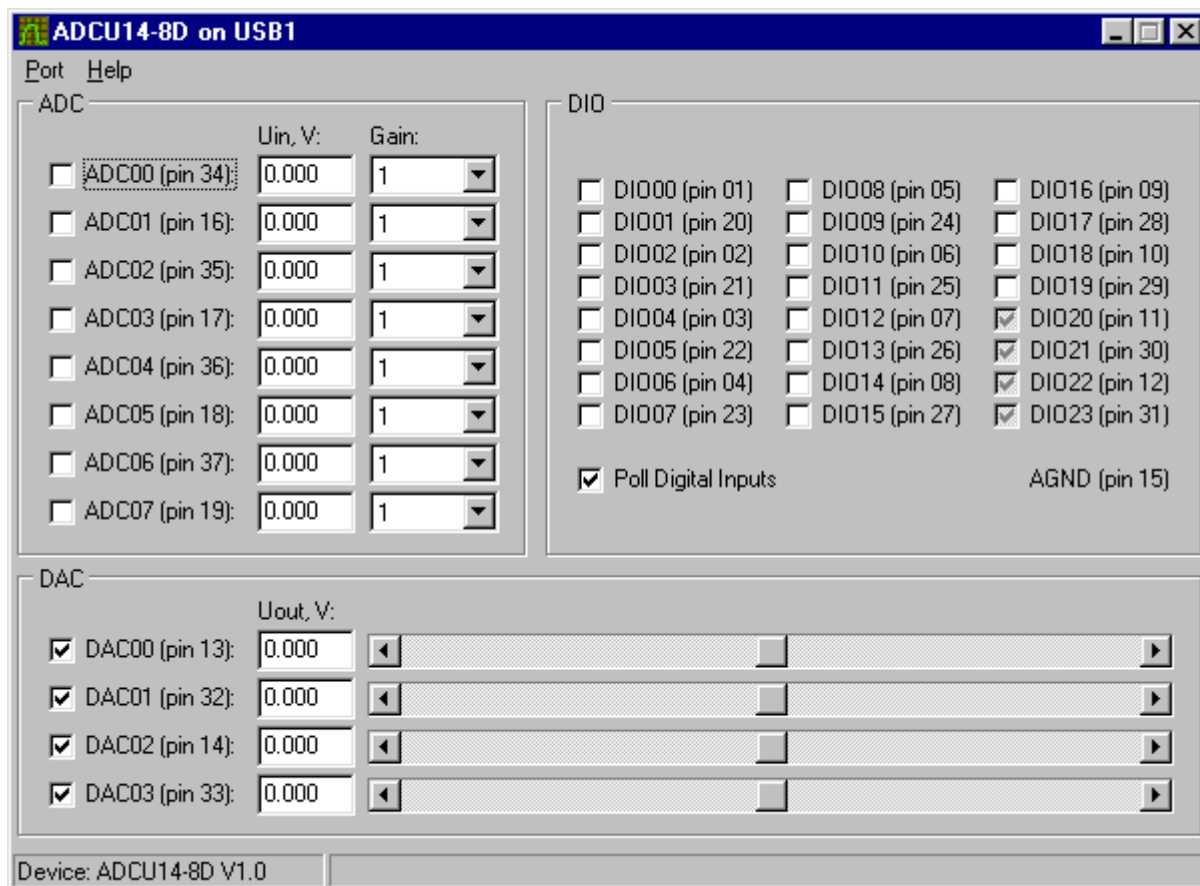 ADCU14-8D on USB1
Port Help
ADC
Uin, V: Gain:
ADC00 (pin 34): 0.000 1
ADC01 (pin 16): 0.000 1
ADC02 (pin 35): 0.000 1
ADC03 (pin 17): 0.000 1
ADC04 (pin 36): 0.000 1
ADC05 (pin 18): 0.000 1
ADC06 (pin 37): 0.000 1
ADC07 (pin 19): 0.000 1
DIO
DIO00 (pin 01) DIO08 (pin 05) DIO16 (pin 09)
DIO01 (pin 20) DIO09 (pin 24) DIO17 (pin 28)
DIO02 (pin 02) DIO10 (pin 06) DIO18 (pin 10)
DIO03 (pin 21) DIO11 (pin 25) DIO19 (pin 29)
DIO04 (pin 03) DIO12 (pin 07) DIO20 (pin 11)
DIO05 (pin 22) DIO13 (pin 26) DIO21 (pin 30)
DIO06 (pin 04) DIO14 (pin 08) DIO22 (pin 12)
DIO07 (pin 23) DIO15 (pin 27) DIO23 (pin 31)
Poll Digital Inputs AGND (pin 15)
DAC
Uout, V:
DAC00 (pin 13): 0.000
DAC01 (pin 32): 0.000
DAC02 (pin 14): 0.000
DAC03 (pin 33): 0.000
Device: ADCU14-8D V1.0